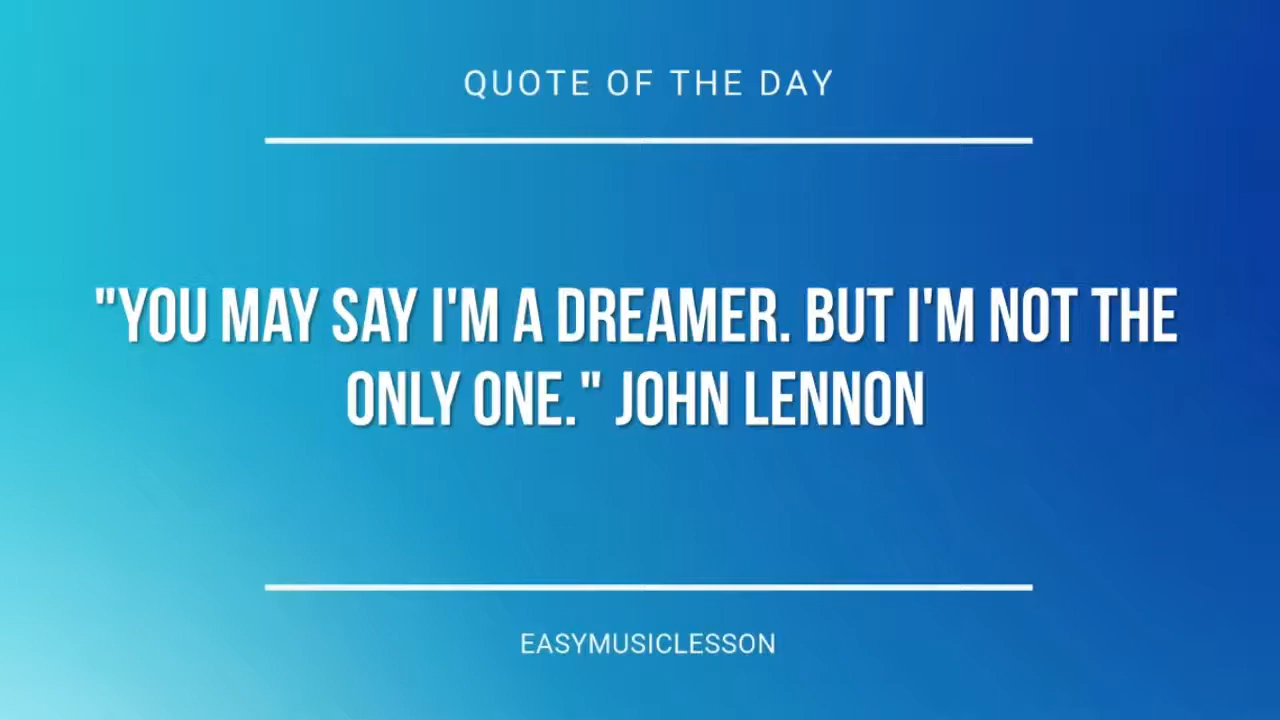 QUOTE OF THE DAY
"YOU MAY SAY I'M A DREAMER. BUT I'M NOT THE
ONLY ONE." JOHN LENNON
EASYMUSICLESSON